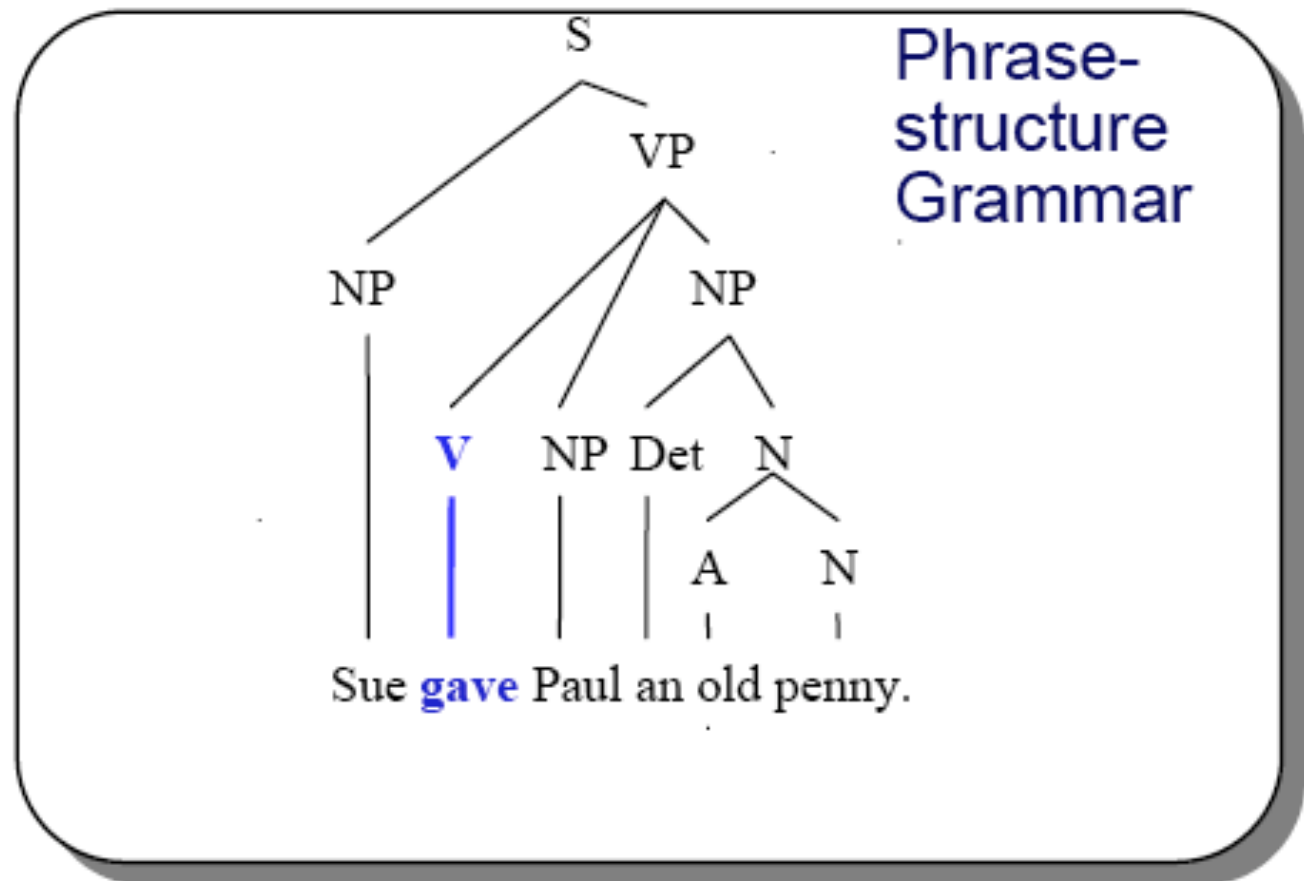 S
Phrase-
structure
Grammar
VP
NP NP
V NP Det N
A N
Sue gave Paul an old penny.